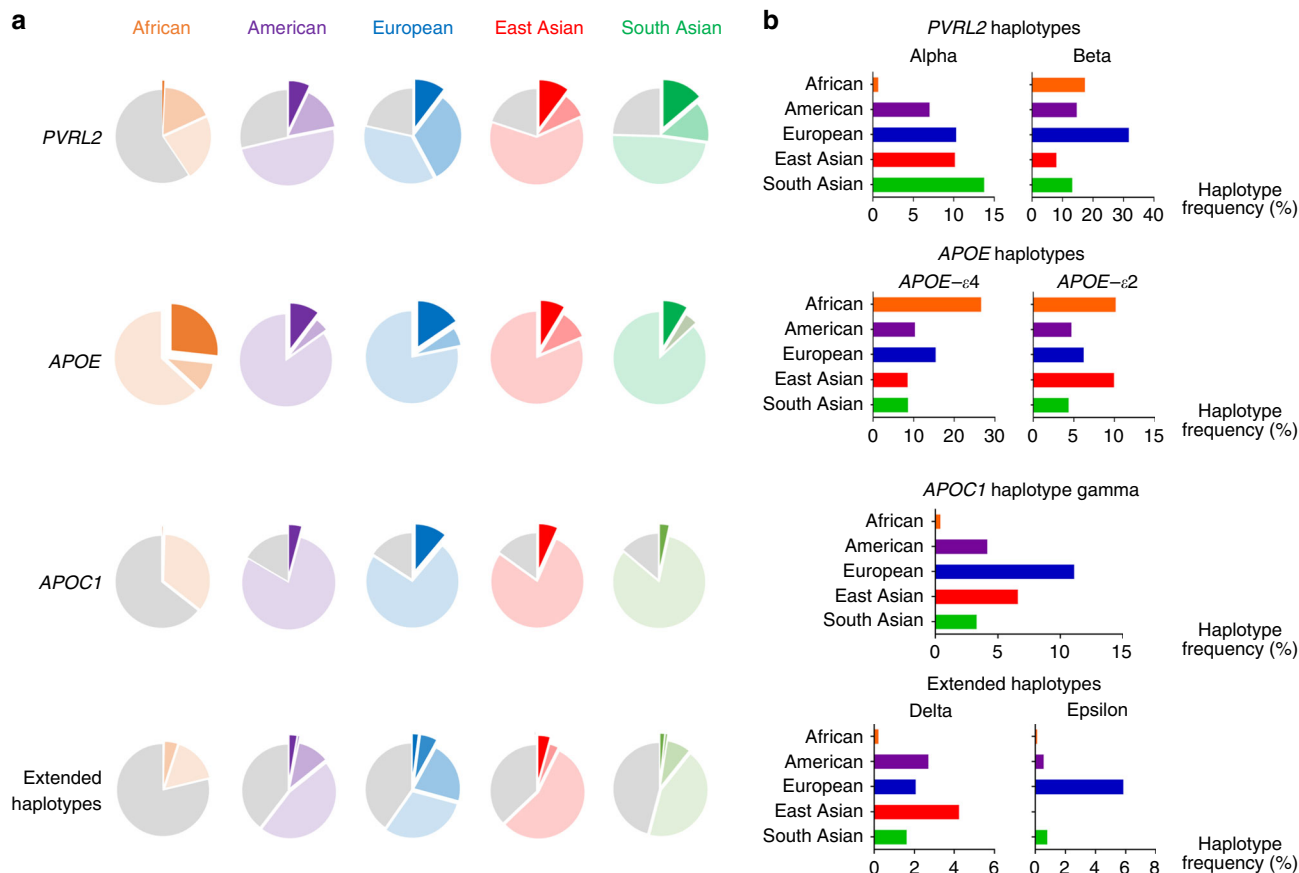 a
African American European East Asian South Asian
PVRL2
APOE
APOC1
Extended
haplotypes
b
PVRL2 haplotypes
Alpha Beta
African
American
European
East Asian
South Asian
0 5 10 15 0 10 20 30 40
Haplotype
frequency (%)
APOE haplotypes
APOE−ε4 APOE−ε2
African
American
European
East Asian
South Asian
0 10 20 30 0 5 10 15
Haplotype
frequency (%)
APOC1 haplotype gamma
African
American
European
East Asian
South Asian
0 5 10 15
Haplotype
frequency (%)
Extended haplotypes
Delta Epsilon
African
American
European
East Asian
South Asian
0 2 4 6 0 2 4 6 8
Haplotype
frequency (%)